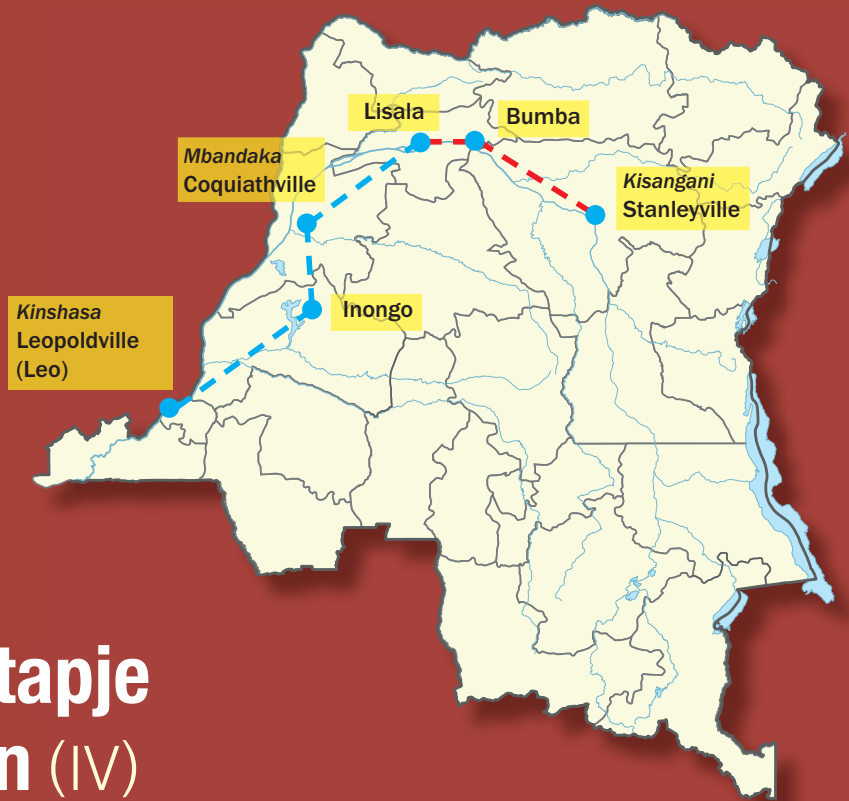 Lisala
Bumba
Mbandaka
Coquiathville
Kisangani
Stanleyville
Inongo
Kinshasa
Leopoldville
(Leo)
tapje
n (IV)